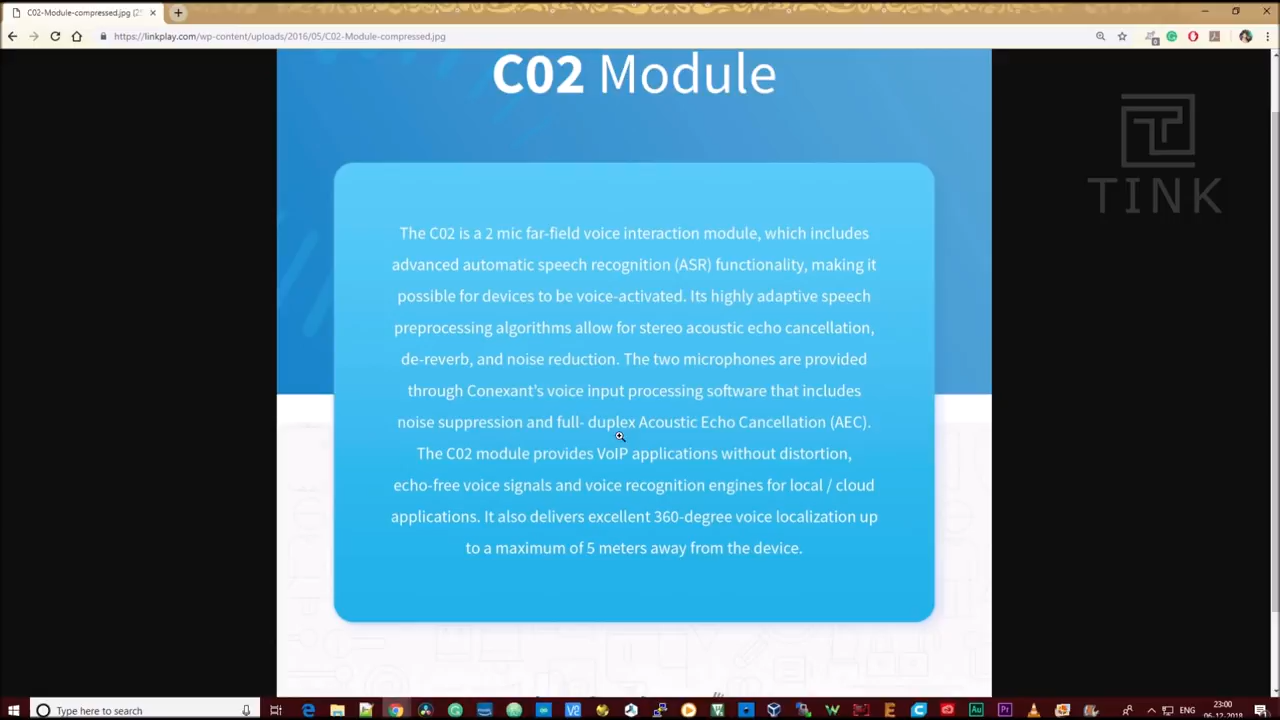 C02-Module-compressed.jpg
https://linkplay.com/wp-content/uploads/2016/05/C02-Module-compressed.jpg
C02 Module
TINK
The C02 is a 2 mic far-field voice interaction module, which includes
advanced automatic speech recognition (ASR) functionality, making it
possible for devices to be voice-activated. Its highly adaptive speech
preprocessing algorithms allow for stereo acoustic echo cancellation,
de-reverb, and noise reduction. The two microphones are provided
through Conexant's voice input processing software that includes
noise suppression and full- duplex Acoustic Echo Cancellation (AEC).
The C02 module provides VoIP applications without distortion,
echo-free voice signals and voice recognition engines for local / cloud
applications. It also delivers excellent 360-degree voice localization up
to a maximum of 5 meters away from the device.
Type here to search
ENG
23:00
06-12-2018